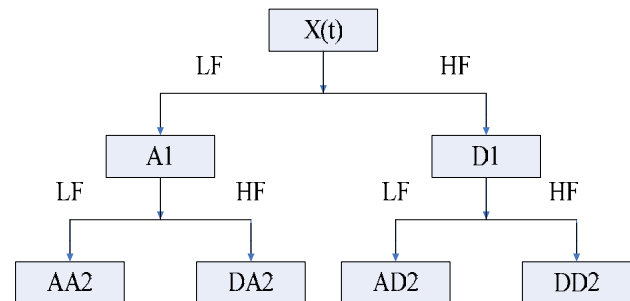 X(t)
LF HF
A1 D1
LF HF LF HF
AA2 DA2 AD2 DD2